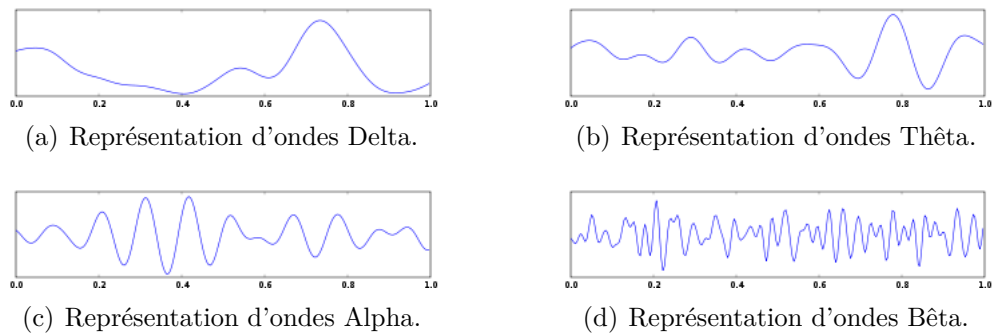 0.0 0.2 0.4 0.6 0.8 1.0
(a) Représentation d'ondes Delta.
0.0 0.2 0.4 0.6 0.8 1.0
(b) Représentation d'ondes Thêta.
0.0 0.2 0.4 0.6 0.8 1.0
(c) Représentation d'ondes Alpha.
0.0 0.2 0.4 0.6 0.8 1.0
(d) Représentation d'ondes Bêta.